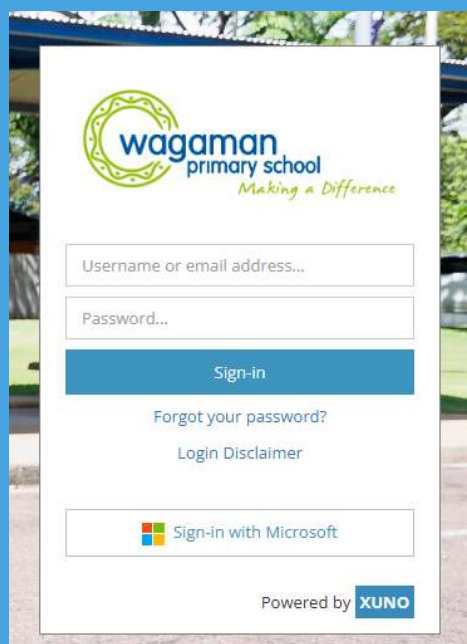 wagaman
primary school
Making a Difference
Username or email address...
Password...
Sign-in
Forgot your password?
Login Disclaimer
Sign-in with Microsoft
Powered by XUNO